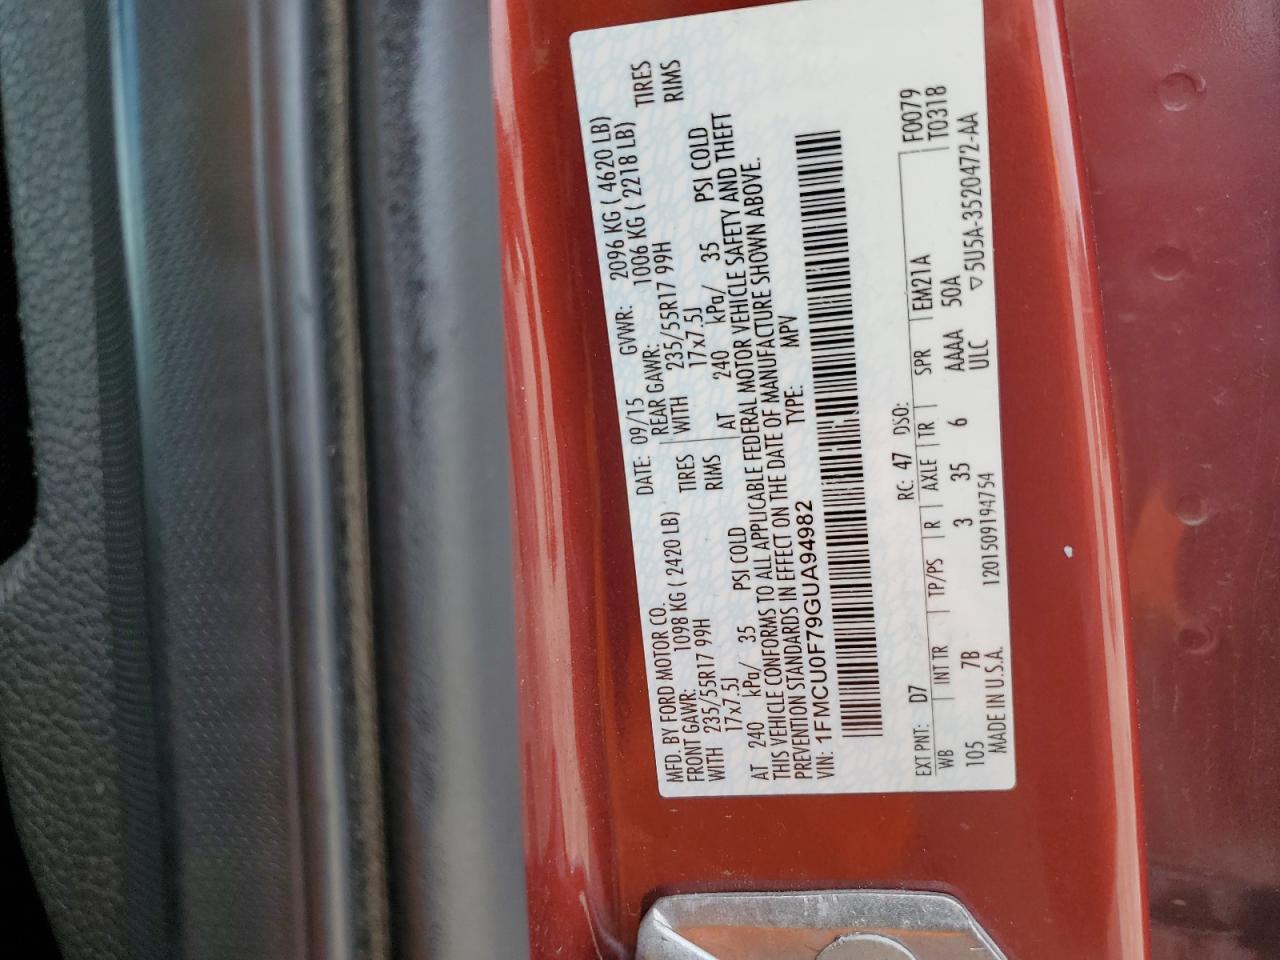 MFD. BY FORD MOTOR CO.
DATE: 09/15 GVWR: 2096 KG ( 4620 LB)
FRONT GAWR: 1098 KG ( 2420 LB) REAR GAWR: 1006 KG ( 2218 LB)
WITH 235/55R17 99H TIRES WITH 235/55R17 99H TIRES
17x7.5J RIMS 17x7.5J RIMS
AT 240 kPa/ 35 PSI COLD AT 240 kPa/ 35 PSI COLD
THIS VEHICLE CONFORMS TO ALL APPLICABLE FEDERAL MOTOR VEHICLE SAFETY AND THEFT
PREVENTION STANDARDS IN EFFECT ON THE DATE OF MANUFACTURE SHOWN ABOVE.
VIN: 1FMCU0F79GUA94982 TYPE: MPV
EXT PNT: D7 RC: 47 DSO: F0079
WB INT TR TP/PS R AXLE TR SPR EM21A T0318
105 7B 3 35 6 AAAA 50A
MADE IN U.S.A. 1201509194754 ULC ▽5U5A-3520472-AA